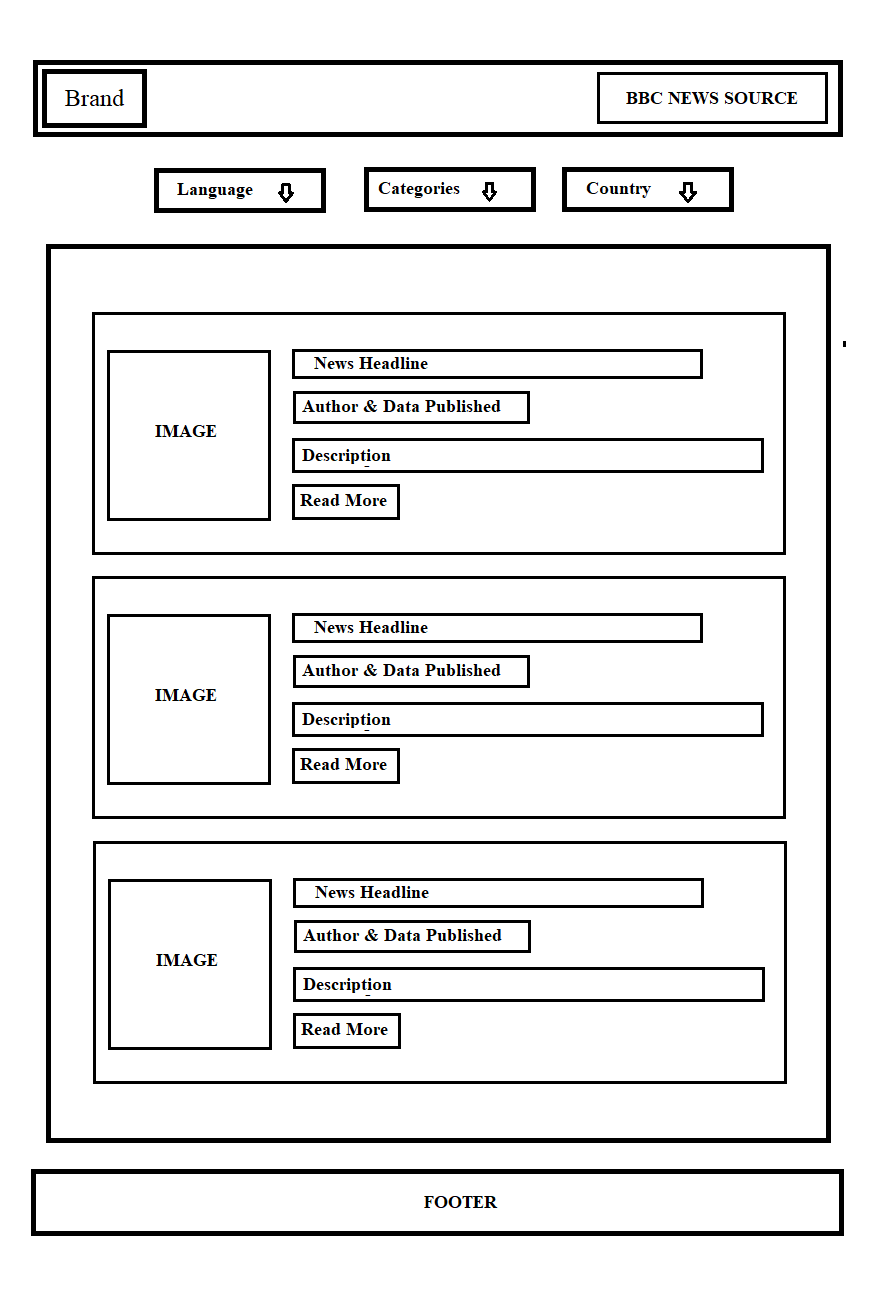 Brand
BBC NEWS SOURCE
Language
Categories
Country
News Headline
Author & Data Published
IMAGE
Description
Read More
News Headline
Author & Data Published
IMAGE
Description
Read More
News Headline
Author & Data Published
IMAGE
Description
Read More
FOOTER